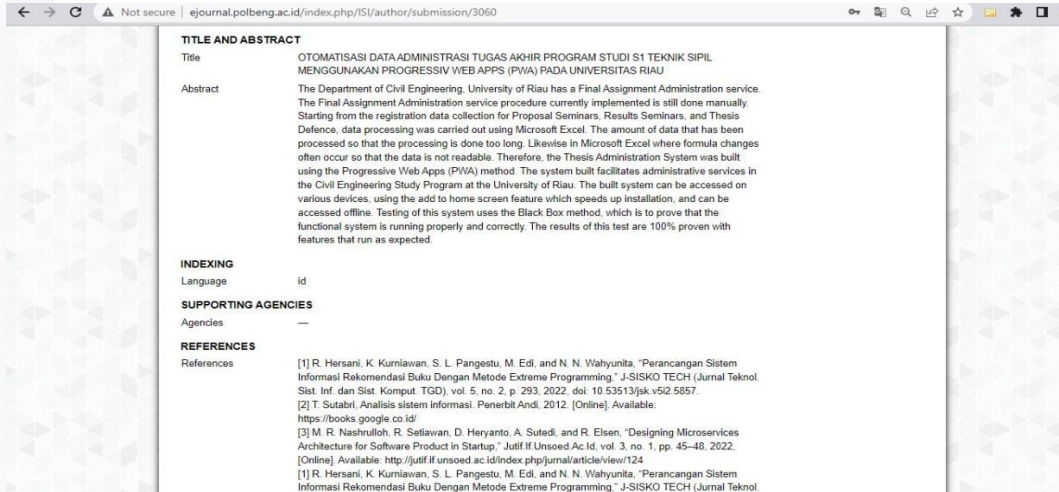 Not secure | ejournal.polbeng.ac.id/index.php/ISI/author/submission/3060
TITLE AND ABSTRACT
Title OTOMATISASI DATA ADMINISTRASI TUGAS AKHIR PROGRAM STUDI S1 TEKNIK SIPIL
MENGGUNAKAN PROGRESSIV WEB APPS (PWA) PADA UNIVERSITAS RIAU
Abstract The Department of Civil Engineering, University of Riau has a Final Assignment Administration service.
The Final Assignment Administration service procedure currently implemented is still done manually.
Starting from the registration data collection for Proposal Seminars, Results Seminars, and Thesis
Defence, data processing was carried out using Microsoft Excel. The amount of data that has been
processed so that the processing is done too long. Likewise in Microsoft Excel where formula changes
often occur so that the data is not readable. Therefore, the Thesis Administration System was built
using the Progressive Web Apps (PWA) method. The system built facilitates administrative services in
the Civil Engineering Study Program at the University of Riau. The built system can be accessed on
various devices, using the add to home screen feature which speeds up installation, and can be
accessed offline. Testing of this system uses the Black Box method, which is to prove that the
functional system is running properly and correctly. The results of this test are 100% proven with
features that run as expected.
INDEXING
Language id
SUPPORTING AGENCIES
Agencies —
REFERENCES
References [1] R. Hersani, K. Kurniawan, S. L. Pangestu, M. Edi, and N. N. Wahyunita, "Perancangan Sistem
Informasi Rekomendasi Buku Dengan Metode Extreme Programming," J-SISKO TECH (Jurnal Teknol.
Sist. Inf. dan Sist. Komput. TGD), vol. 5, no. 2, p. 293, 2022, doi: 10.53513/jsk.v5i2.5857.
[2] T. Sutabri, Analisis sistem informasi. Penerbit Andi, 2012. [Online]. Available:
https://books.google.co.id/
[3] M. R. Nashrulloh, R. Setiawan, D. Heryanto, A. Sutedi, and R. Elsen, "Designing Microservices
Architecture for Software Product in Startup," Jutif.If.Unsoed.Ac.Id, vol. 3, no. 1, pp. 45–48, 2022,
[Online]. Available: http://jutif.if.unsoed.ac.id/index.php/jurnal/article/view/124
[1] R. Hersani, K. Kurniawan, S. L. Pangestu, M. Edi, and N. N. Wahyunita, "Perancangan Sistem
Informasi Rekomendasi Buku Dengan Metode Extreme Programming," J-SISKO TECH (Jurnal Teknol.